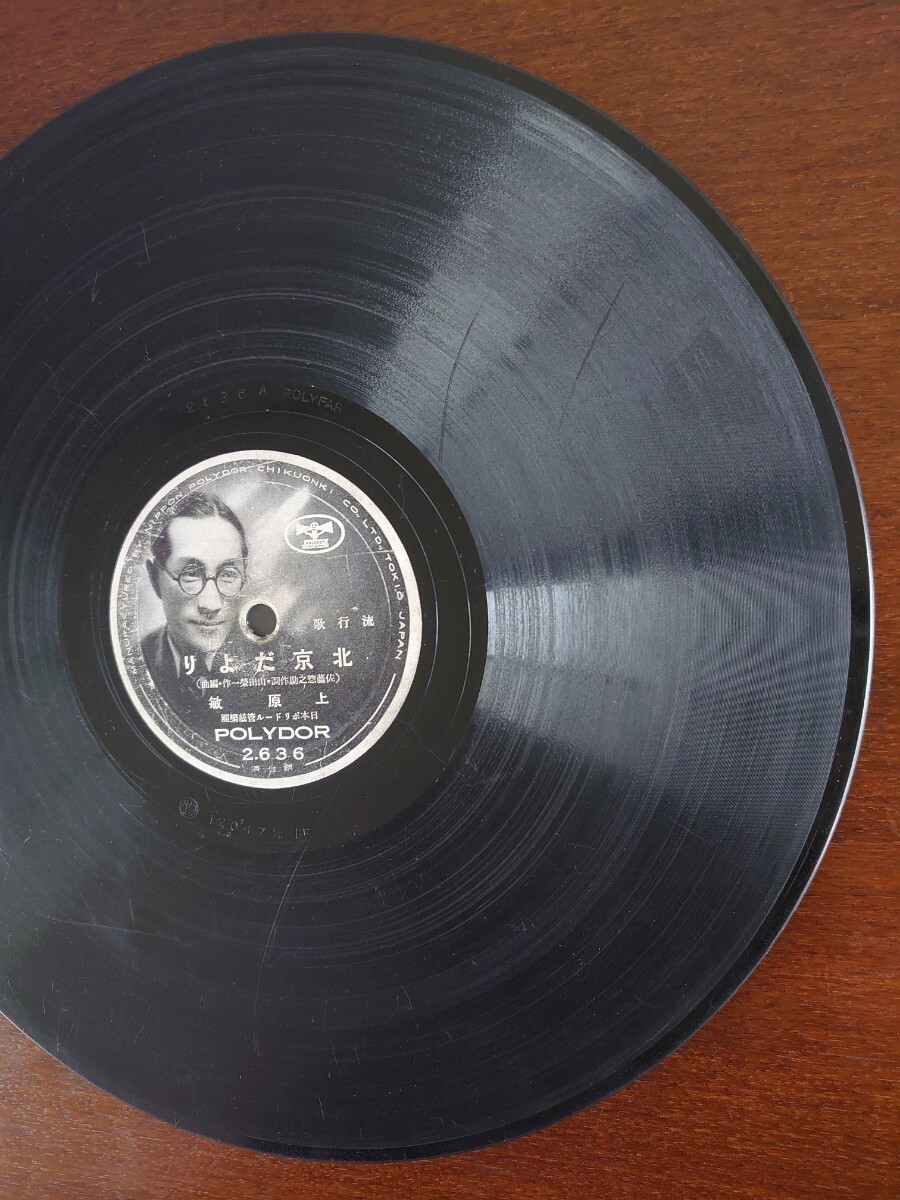 2636 A POLYFAR
MANUFACTURED BY NIPPON POLYDOR CHIKUONKI CO., LTD. TOKIO JAPAN
POLYDOR
流行歌
北京だより
(佐藤惣之助作詞・山田榮一作・編曲)
上原敏
日本ポリドール管絃樂團
POLYDOR
2636